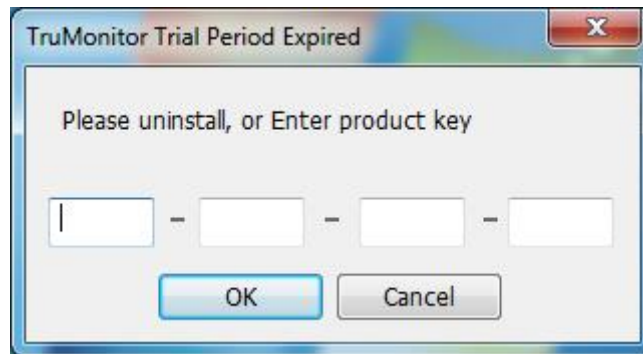 TruMonitor Trial Period Expired
Please uninstall, or Enter product key
- - -
OK Cancel